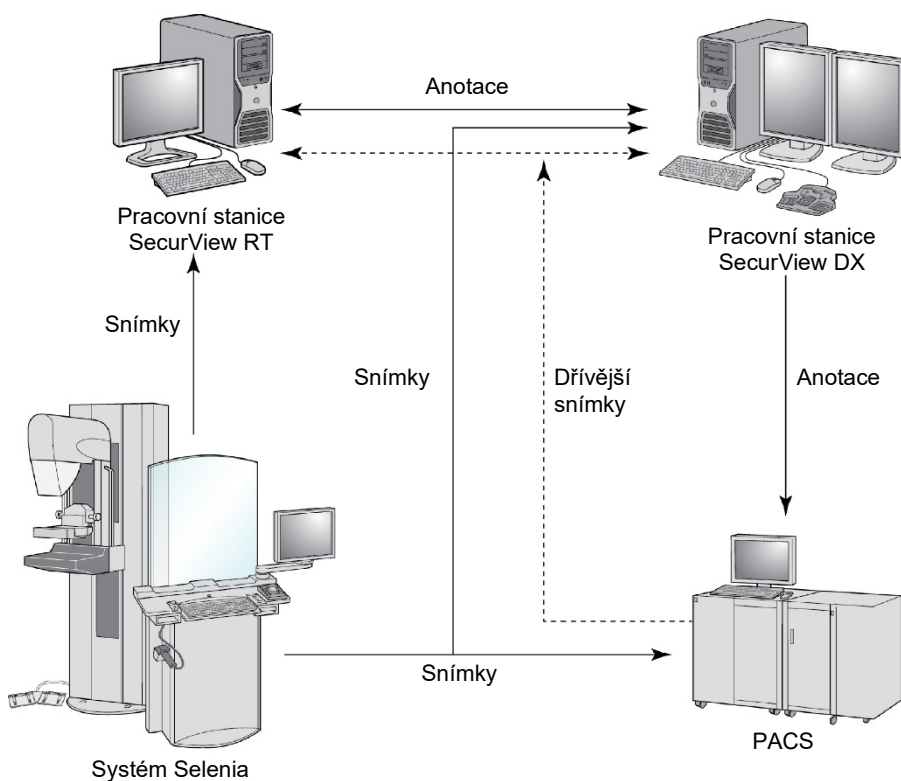 Anotace
Pracovní stanice
SecurView RT
Pracovní stanice
SecurView DX
Snímky
Snímky
Dřívější
snímky
Anotace
Snímky
PACS
Systém Selenia